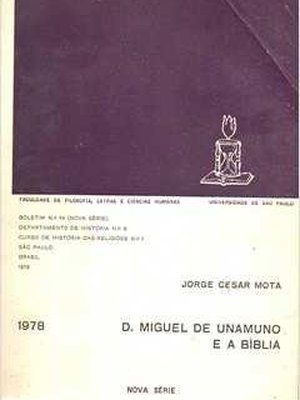 FACULDADE DE FILOSOFIA, LETRAS E CIÊNCIAS HUMANAS UNIVERSIDADE DE SÃO PAULO
BOLETIM N.º 14 (NOVA SÉRIE)
DEPARTAMENTO DE HISTÓRIA N.º 9
CURSO DE HISTÓRIA DAS RELIGIÕES N.º 1
SÃO PAULO
BRASIL
1978
JORGE CESAR MOTA
1978
D. MIGUEL DE UNAMUNO
E A BÍBLIA
NOVA SÉRIE